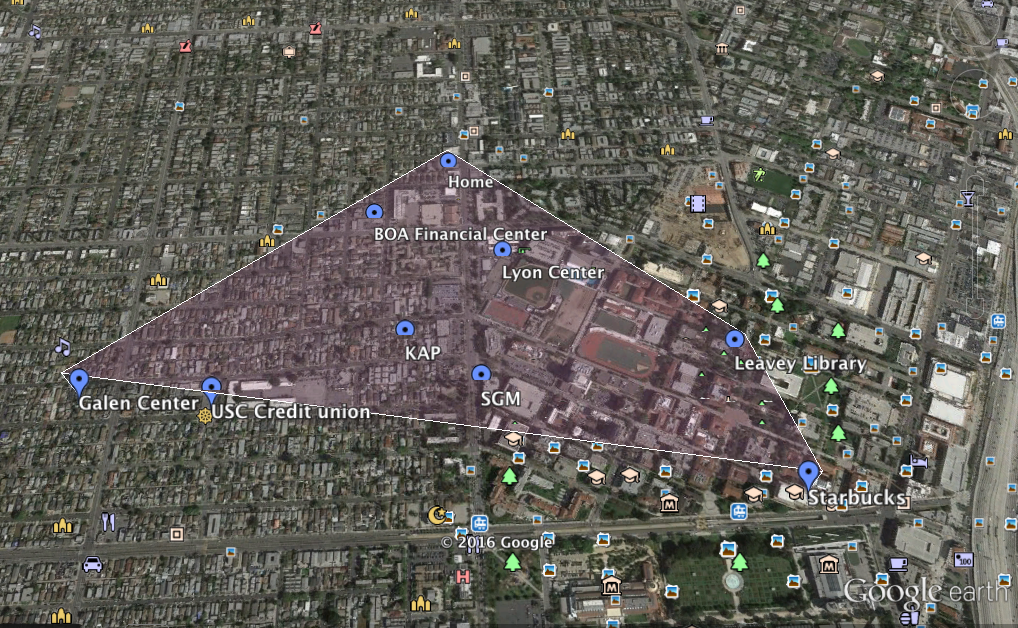 Home
BOA Financial Center
Lyon Center
KAP
Leavey Library
SGM
Galen Center
USC Credit union
Starbucks
© 2016 Google
100
Google earth